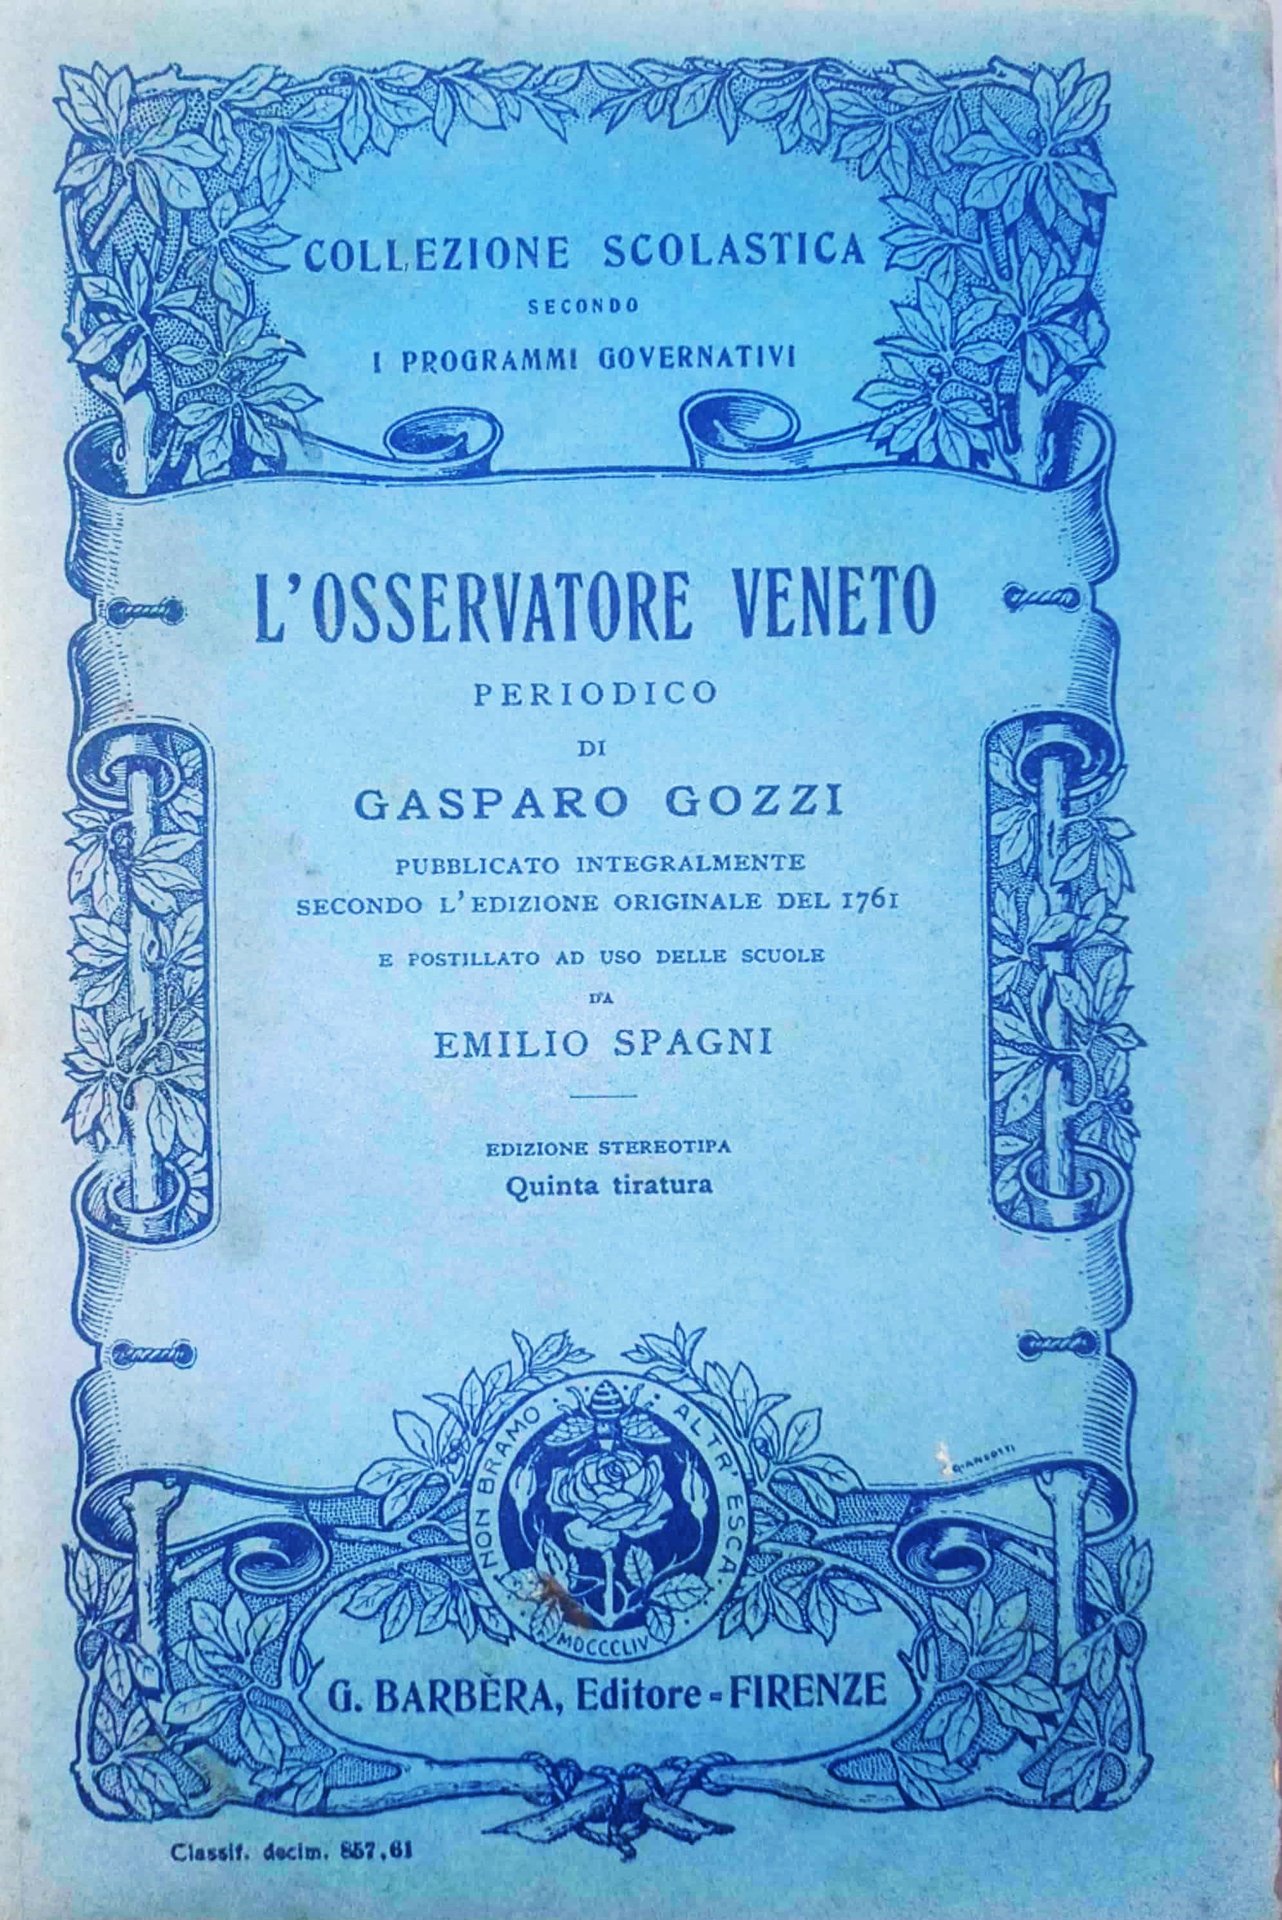 COLLEZIONE SCOLASTICA
SECONDO
I PROGRAMMI GOVERNATIVI
L'OSSERVATORE VENETO
PERIODICO
DI
GASPARO GOZZI
PUBBLICATO INTEGRALMENTE
SECONDO L'EDIZIONE ORIGINALE DEL 1761
E POSTILLATO AD USO DELLE SCUOLE
DA
EMILIO SPAGNI
EDIZIONE STEREOTIPA
Quinta tiratura
NON BRAMO ALTR' ESCA
MDCCCLIV
G. BARBÈRA, Editore = FIRENZE
Classif. decim. 857.61